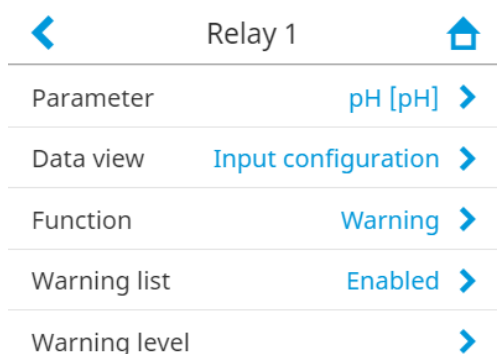 Relay 1
Parameter pH [pH]
Data view Input configuration
Function Warning
Warning list Enabled
Warning level